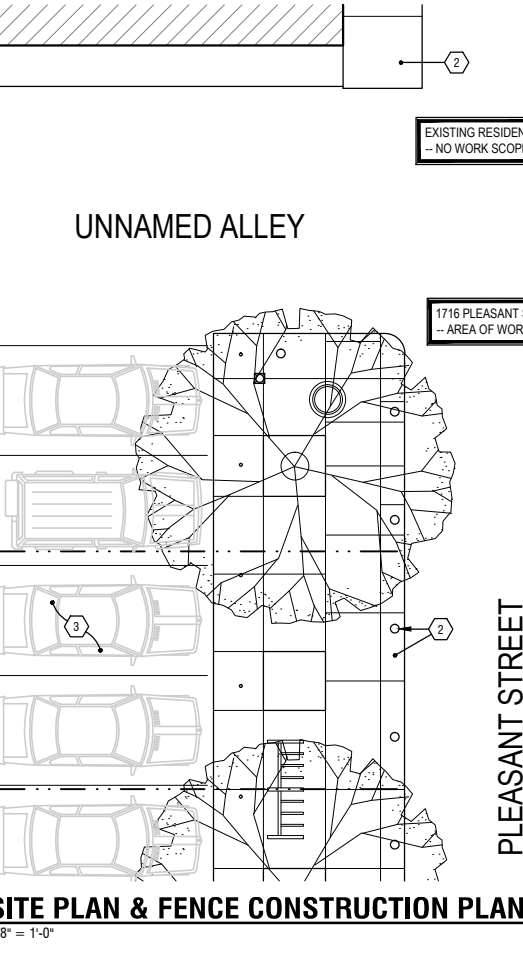 2
EXISTING RESIDEN
-- NO WORK SCOP
UNNAMED ALLEY
1716 PLEASANT
-- AREA OF WOR
3
2
PLEASANT STREET
SITE PLAN & FENCE CONSTRUCTION PLAN
8" = 1'-0"